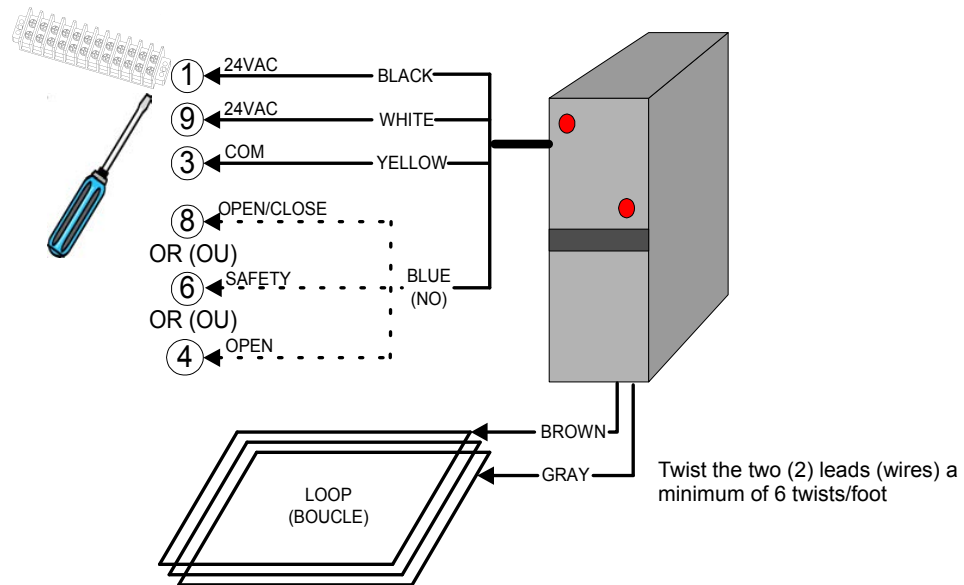 1 24VAC BLACK
9 24VAC WHITE
3 COM YELLOW
8 OPEN/CLOSE
OR (OU)
6 SAFETY BLUE
(NO)
OR (OU)
4 OPEN
BROWN
GRAY
LOOP
(BOUCLE)
Twist the two (2) leads (wires) a
minimum of 6 twists/foot